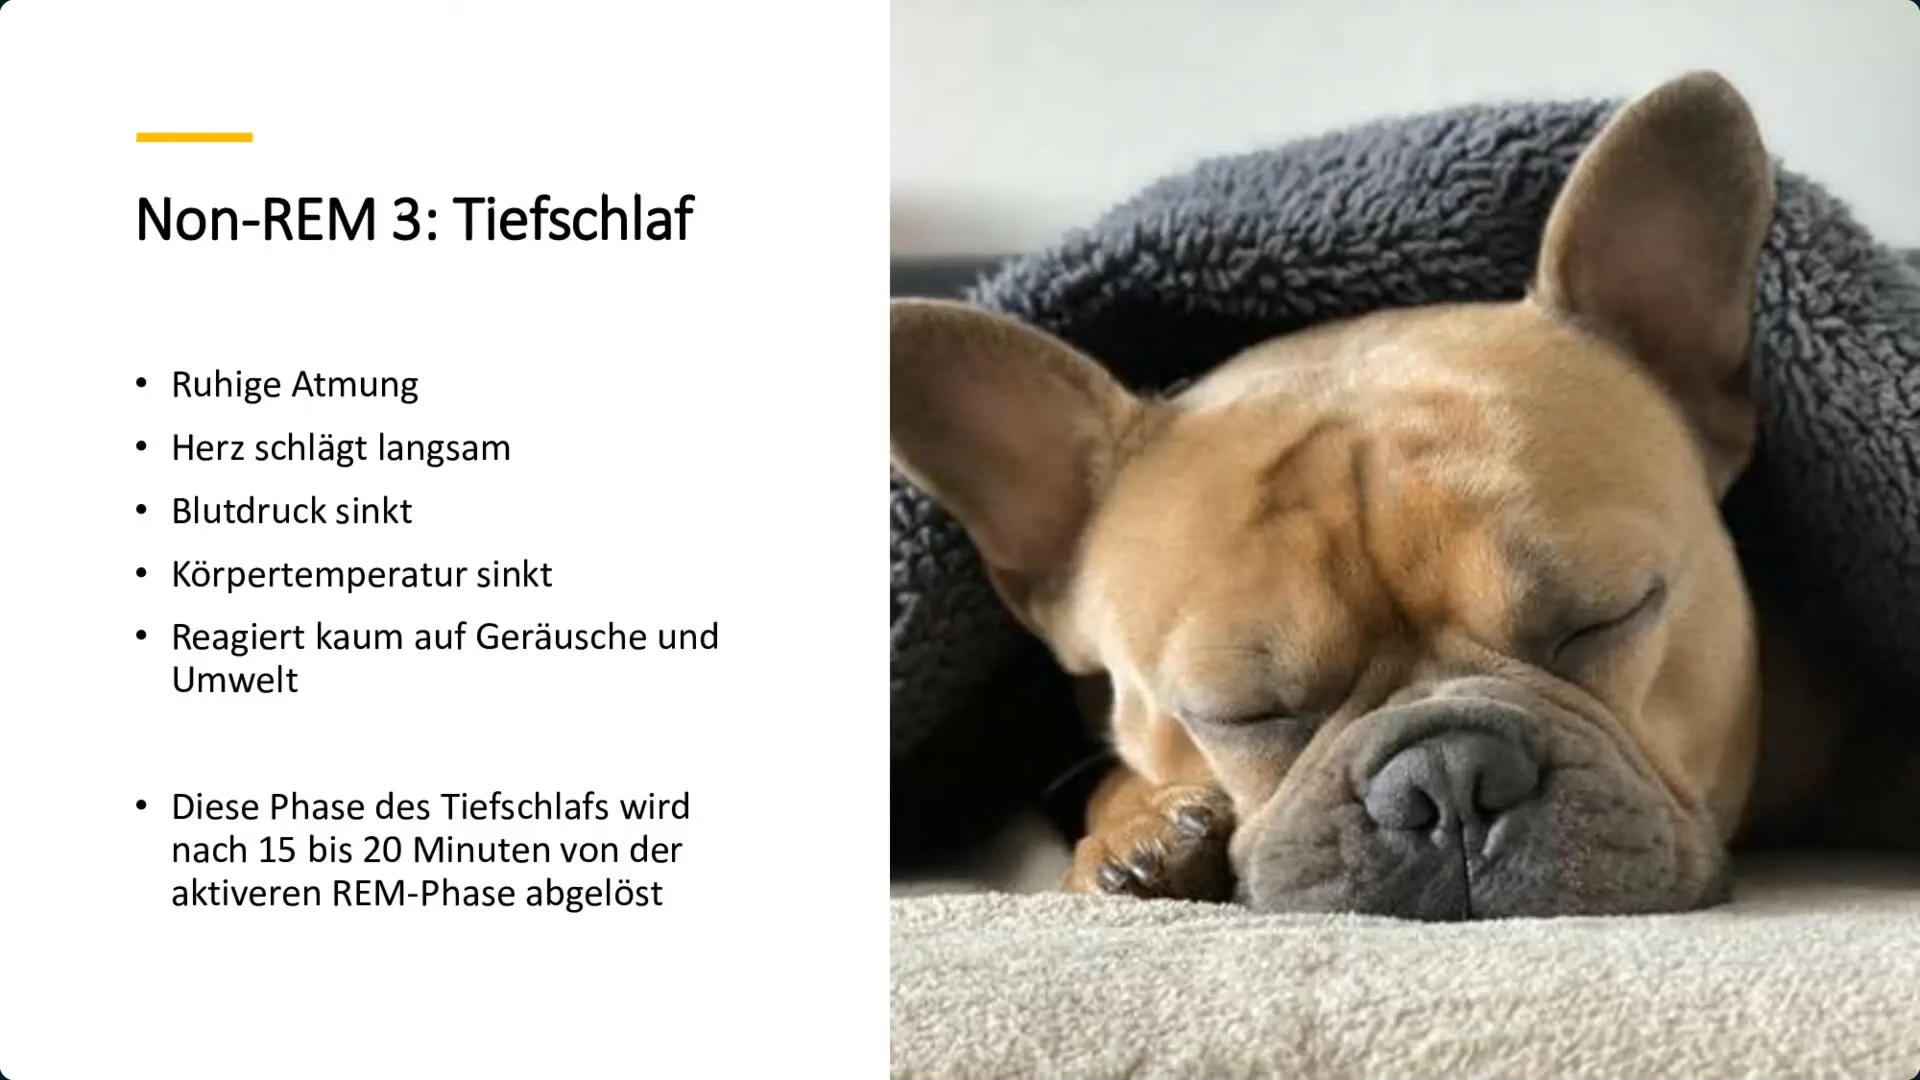 Non-REM 3: Tiefschlaf
• Ruhige Atmung
• Herz schlägt langsam
• Blutdruck sinkt
• Körpertemperatur sinkt
• Reagiert kaum auf Geräusche und
Umwelt
• Diese Phase des Tiefschlafs wird
nach 15 bis 20 Minuten von der
aktiveren REM-Phase abgelöst